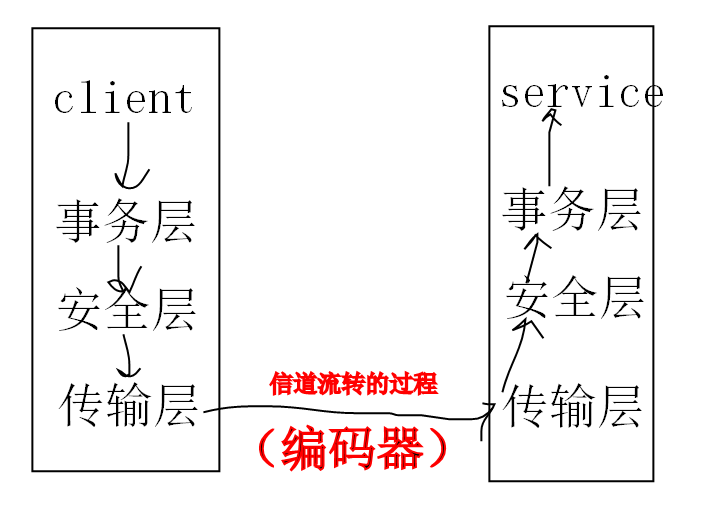 client
事务层
安全层
传输层
信道流转的过程
（编码器）
service
事务层
安全层
传输层